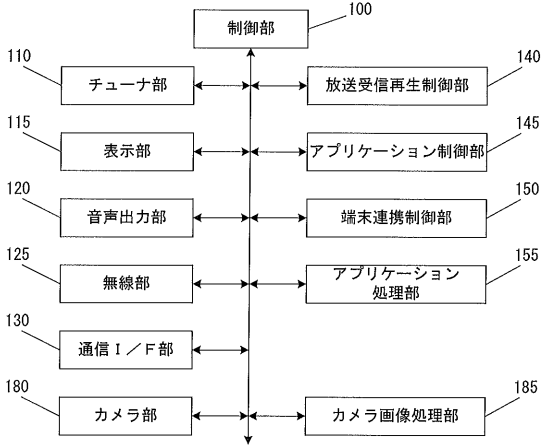 制御部
100
110
チューナ部
放送受信再生制御部
140
115
表示部
アプリケーション制御部
145
120
音声出力部
端末連携制御部
150
125
無線部
アプリケーション
処理部
155
130
通信Ｉ／Ｆ部
180
カメラ部
カメラ画像処理部
185